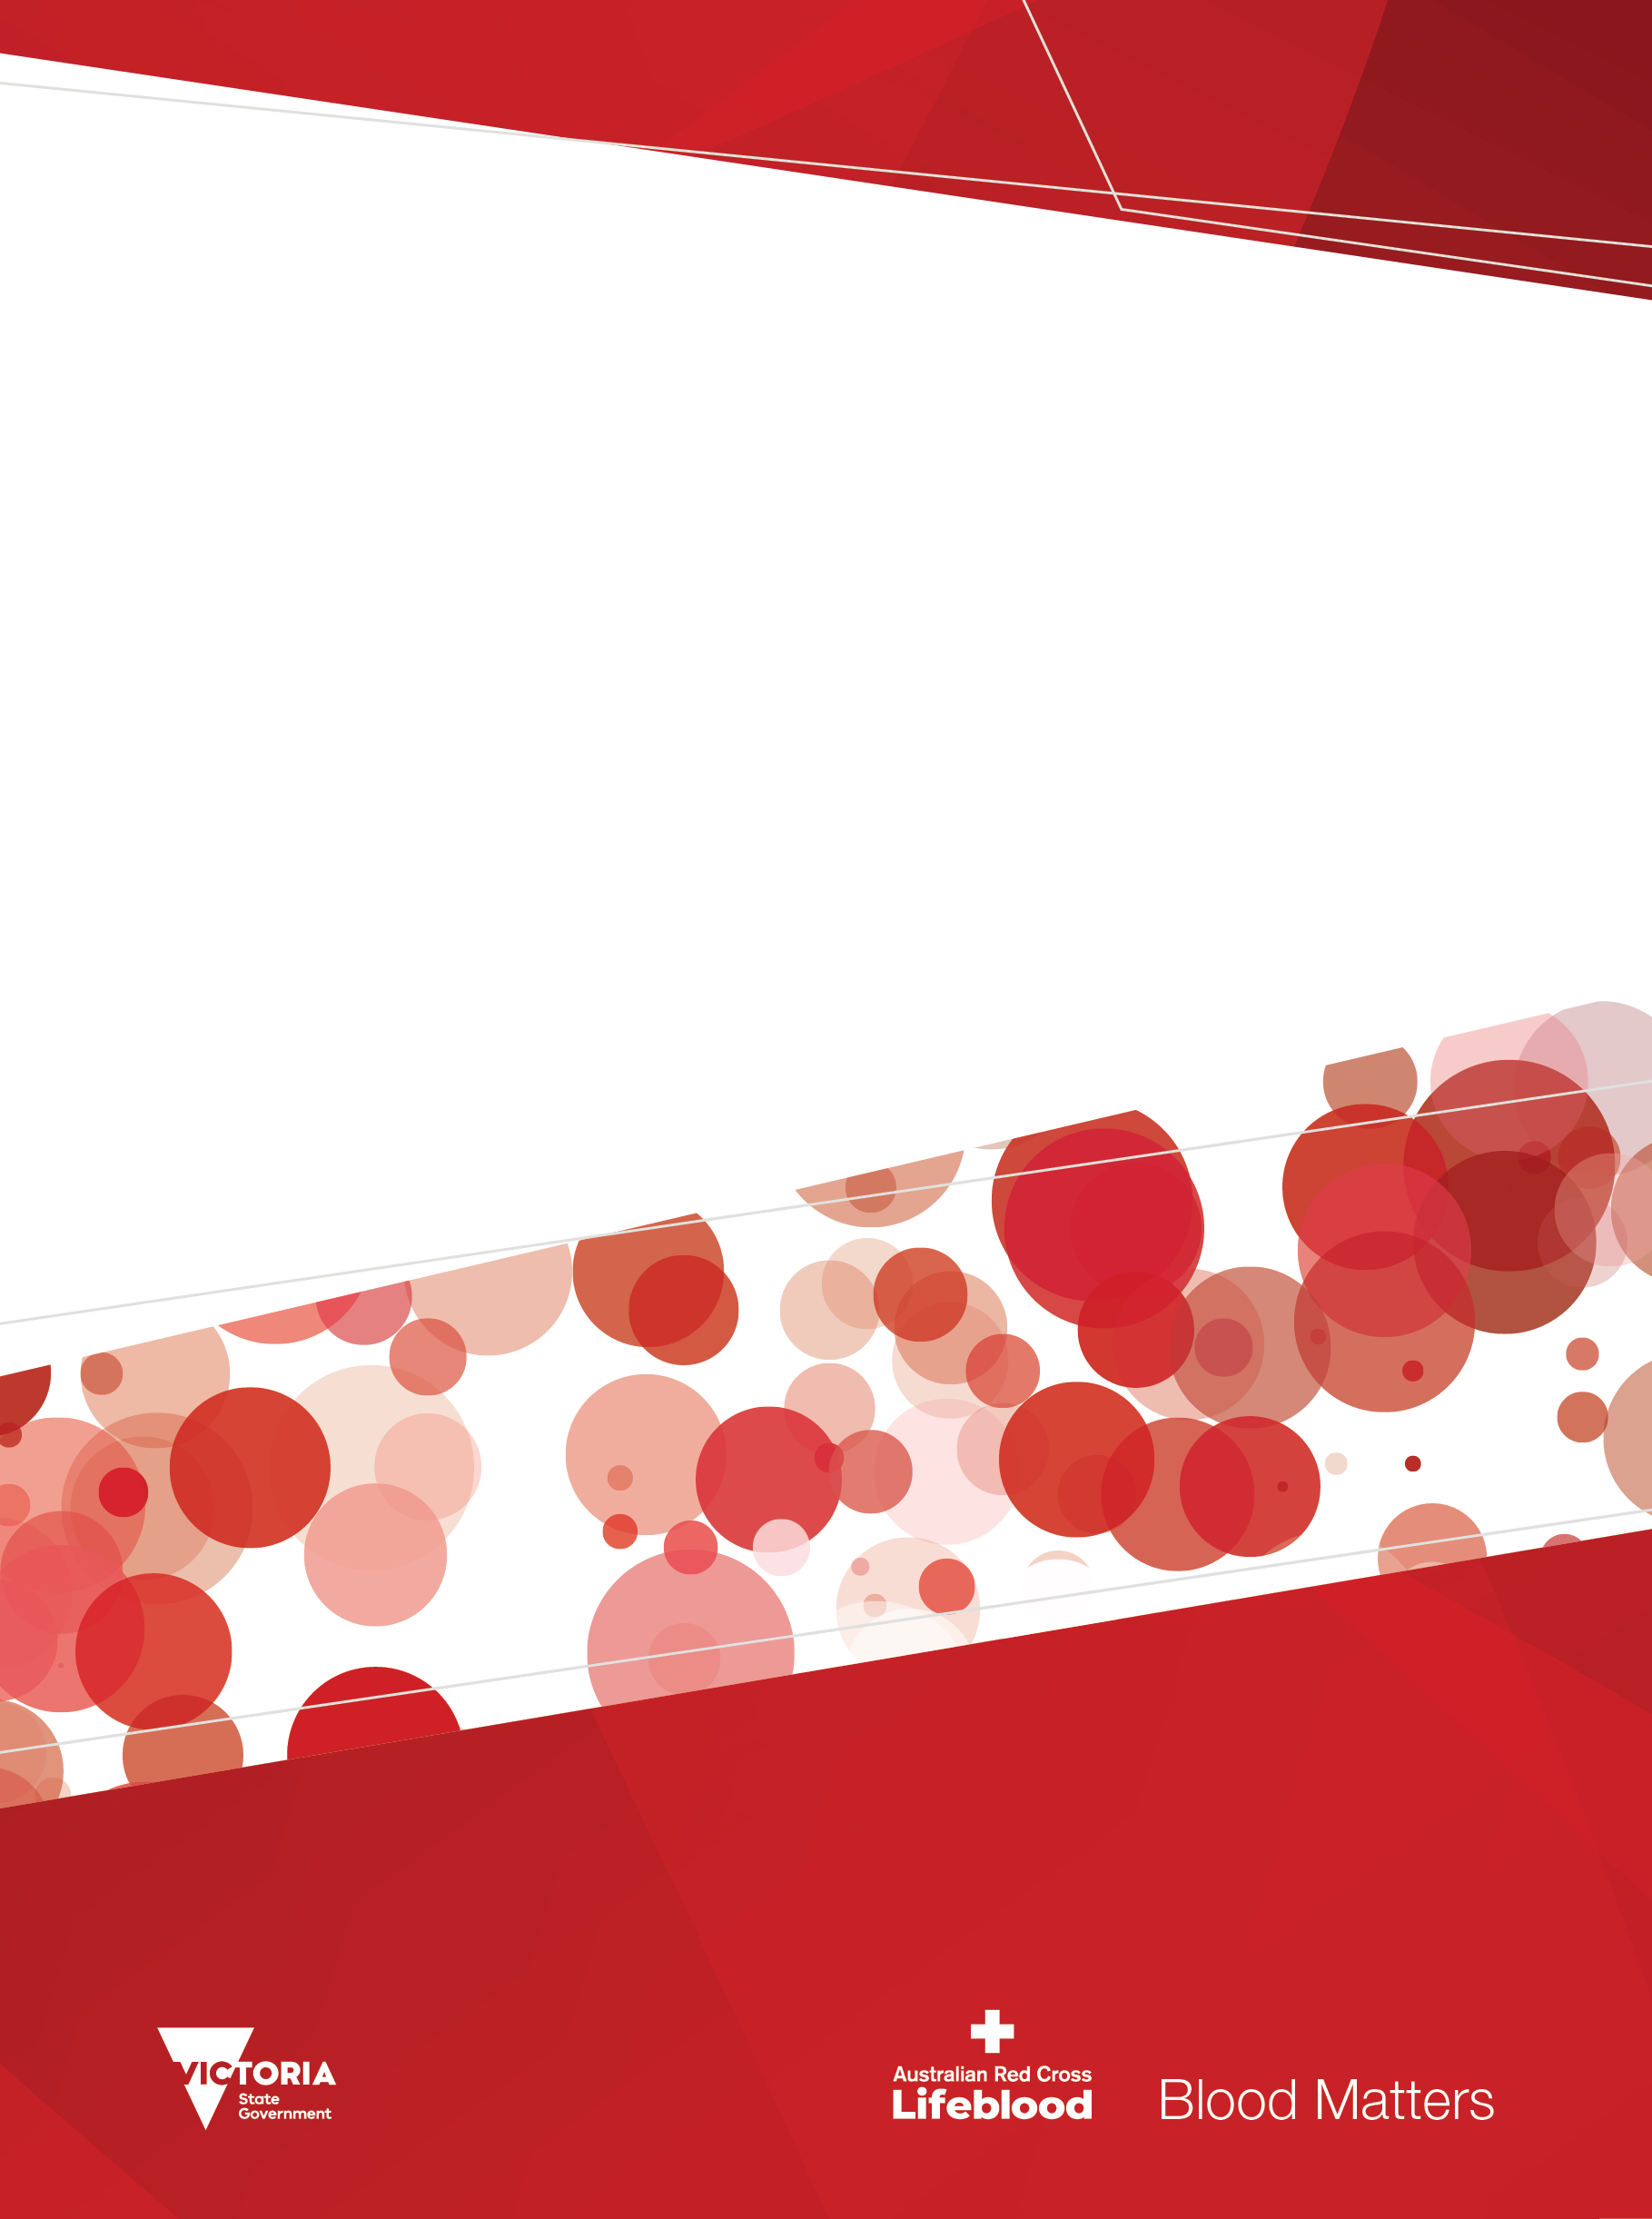 VICTORIA
State
Government
Australian Red Cross
Lifeblood
Blood Matters